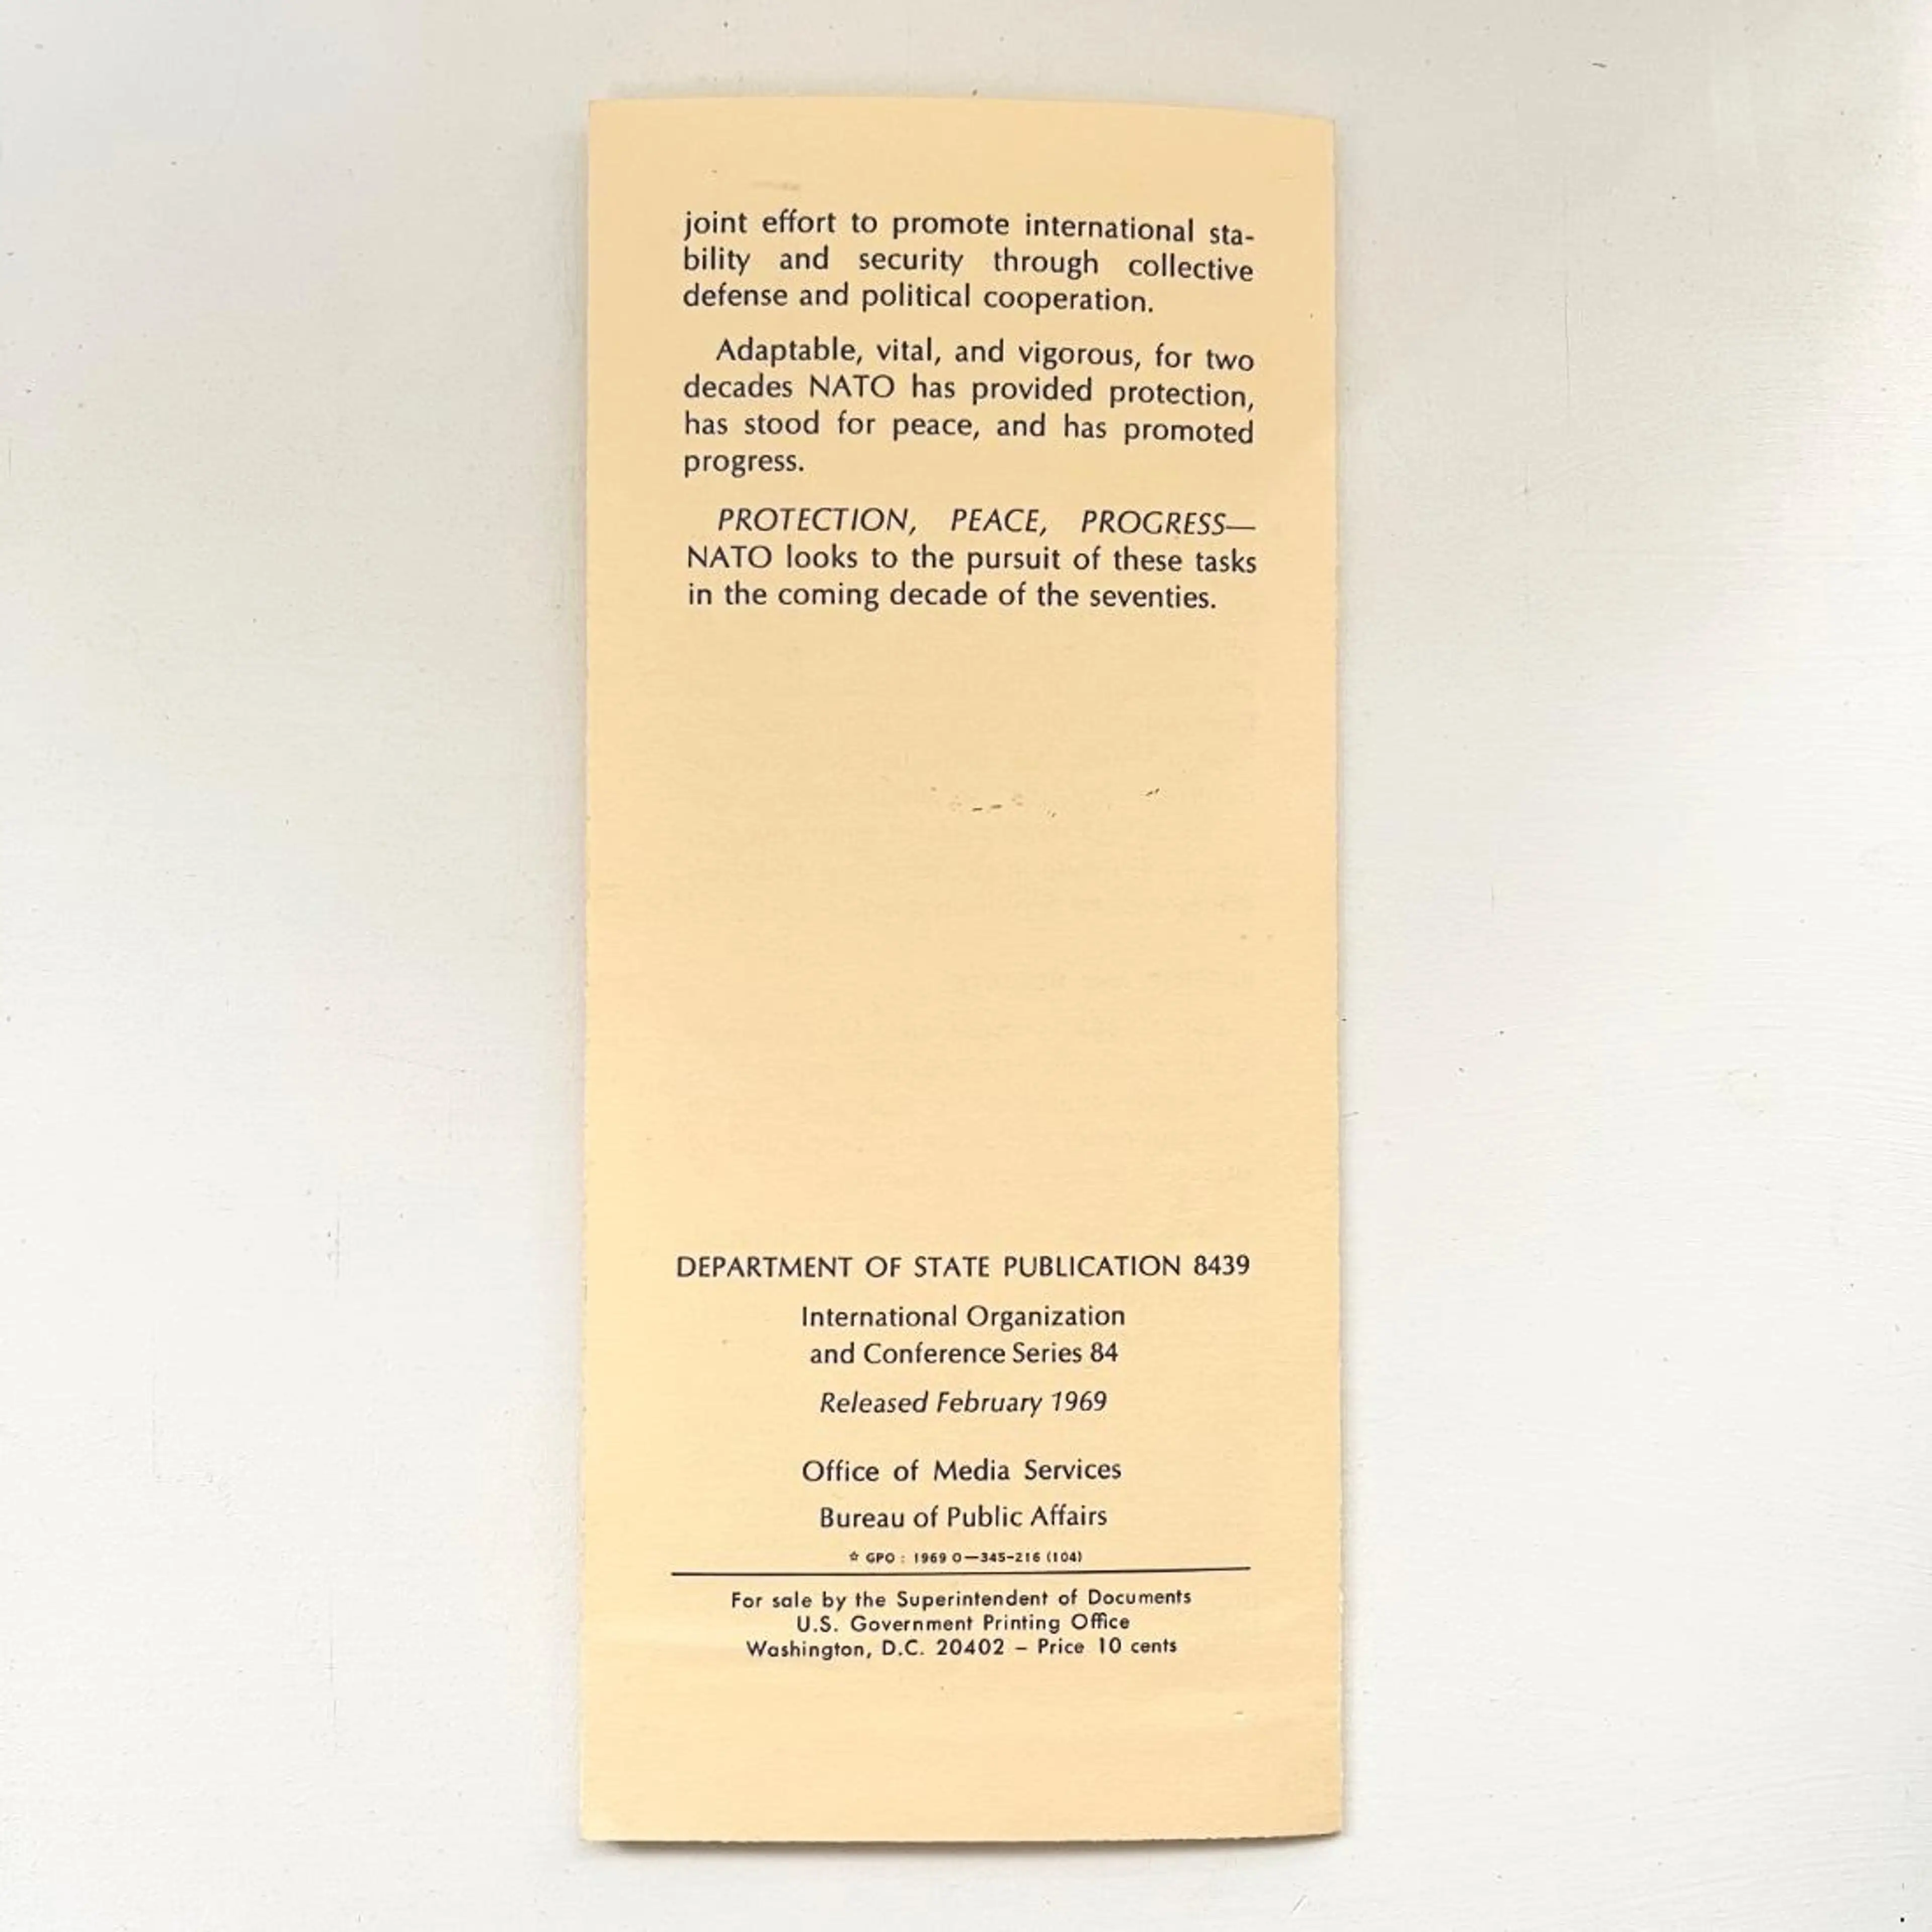 joint effort to promote international sta-
bility and security through collective
defense and political cooperation.
Adaptable, vital, and vigorous, for two
decades NATO has provided protection,
has stood for peace, and has promoted
progress.
PROTECTION, PEACE, PROGRESS—
NATO looks to the pursuit of these tasks
in the coming decade of the seventies.
DEPARTMENT OF STATE PUBLICATION 8439
International Organization
and Conference Series 84
Released February 1969
Office of Media Services
Bureau of Public Affairs
☆ GPO : 1969 O—345-216 (104)
For sale by the Superintendent of Documents
U.S. Government Printing Office
Washington, D.C. 20402 – Price 10 cents